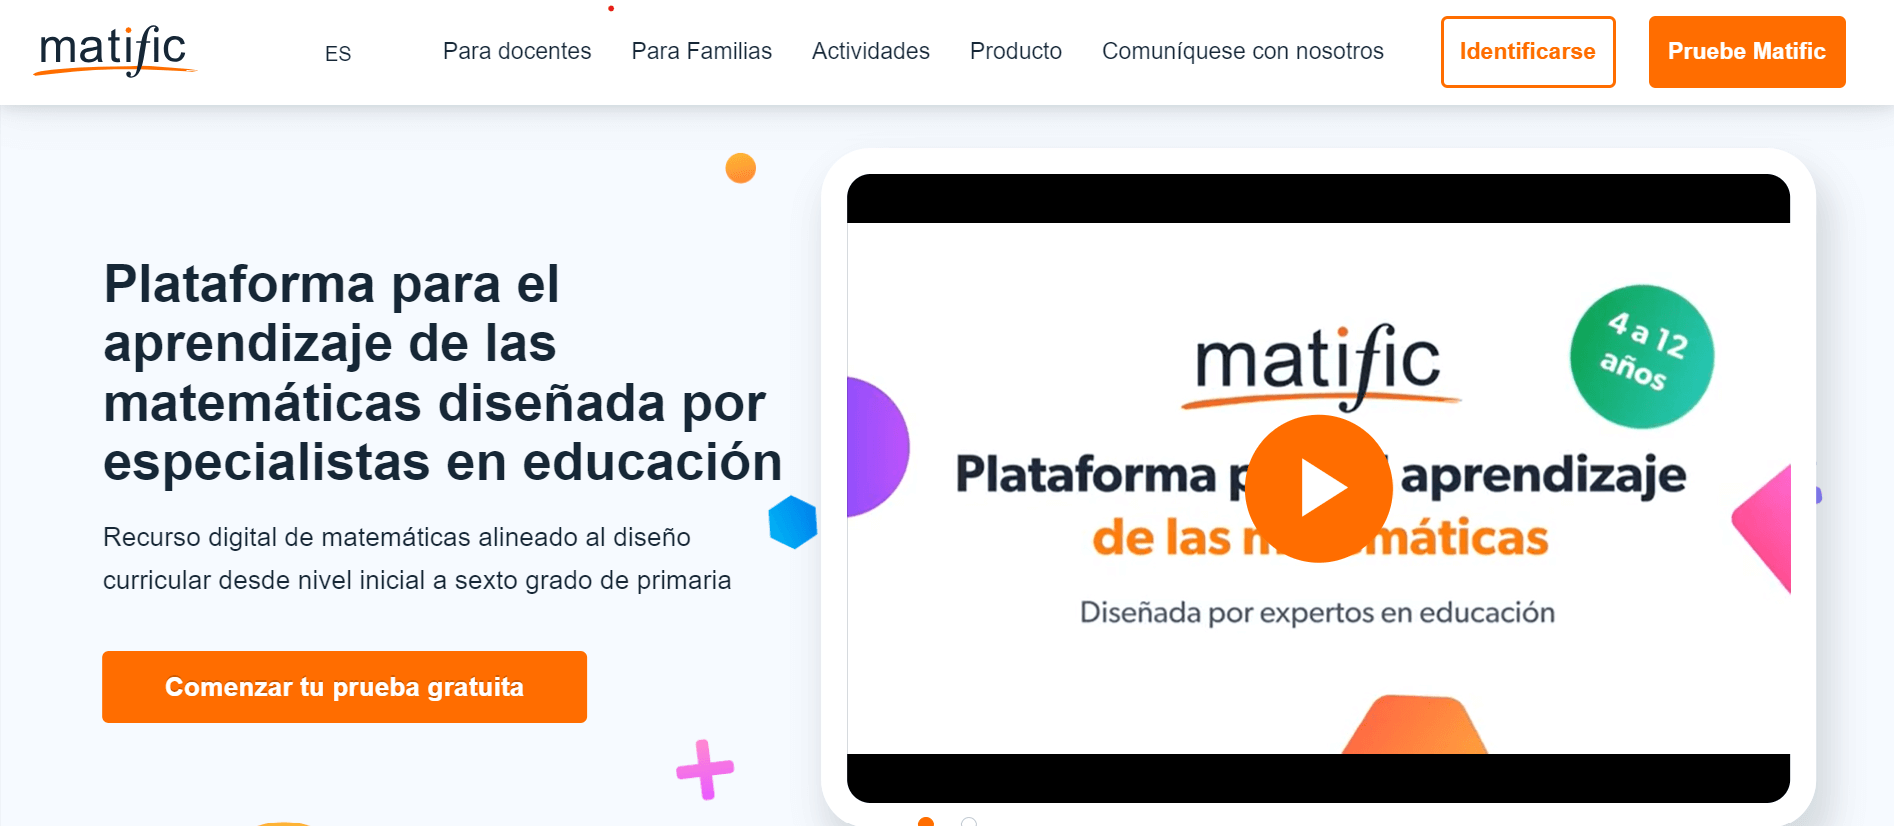 matific
ES
Para docentes
Para Familias
Actividades
Producto
Comuníquese con nosotros
Identificarse
Pruebe Matific
Plataforma para el
aprendizaje de las
matemáticas diseñada por
especialistas en educación
Recurso digital de matemáticas alineado al diseño
curricular desde nivel inicial a sexto grado de primaria
Comenzar tu prueba gratuita
4 a 12
años
matific
Plataforma aprendizaje
de las
Diseñada por expertos en educación